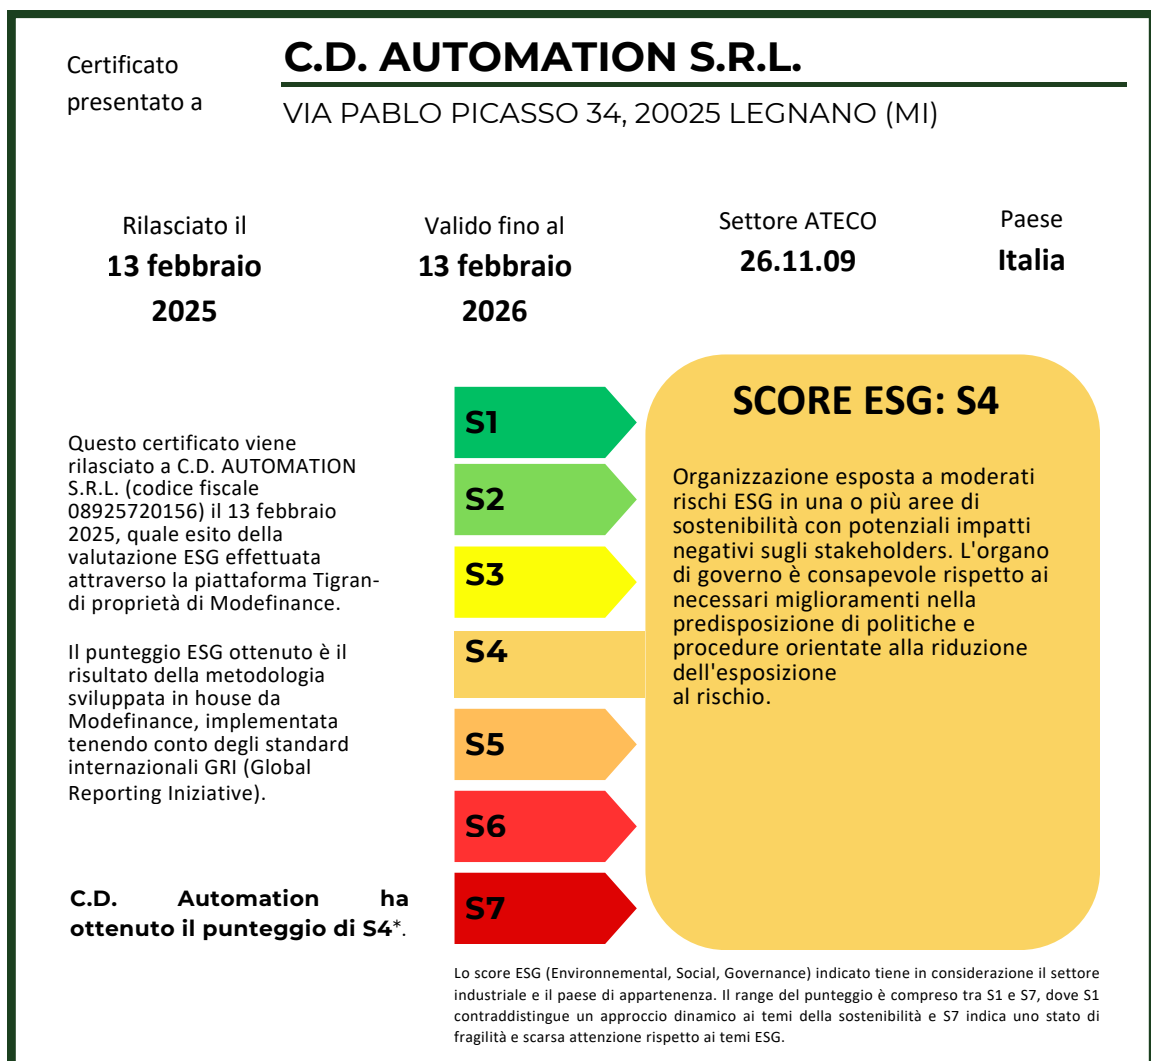 Certificato
presentato a
C.D. AUTOMATION S.R.L.
VIA PABLO PICASSO 34, 20025 LEGNANO (MI)
Rilasciato il
13 febbraio
2025
Valido fino al
13 febbraio
2026
Settore ATECO
26.11.09
Paese
Italia
Questo certificato viene
rilasciato a C.D. AUTOMATION
S.R.L. (codice fiscale
08925720156) il 13 febbraio
2025, quale esito della
valutazione ESG effettuata
attraverso la piattaforma Tigran-
di proprietà di Modefinance.
Il punteggio ESG ottenuto è il
risultato della metodologia
sviluppata in house da
Modefinance, implementata
tenendo conto degli standard
internazionali GRI (Global
Reporting Iniziative).
C.D. Automation ha
ottenuto il punteggio di S4*.
S1
S2
S3
S4
S5
S6
S7
SCORE ESG: S4
Organizzazione esposta a moderati
rischi ESG in una o più aree di
sostenibilità con potenziali impatti
negativi sugli stakeholders. L'organo
di governo è consapevole rispetto ai
necessari miglioramenti nella
predisposizione di politiche e
procedure orientate alla riduzione
dell'esposizione
al rischio.
Lo score ESG (Environnemental, Social, Governance) indicato tiene in considerazione il settore
industriale e il paese di appartenenza. Il range del punteggio è compreso tra S1 e S7, dove S1
contraddistingue un approccio dinamico ai temi della sostenibilità e S7 indica uno stato di
fragilità e scarsa attenzione rispetto ai temi ESG.